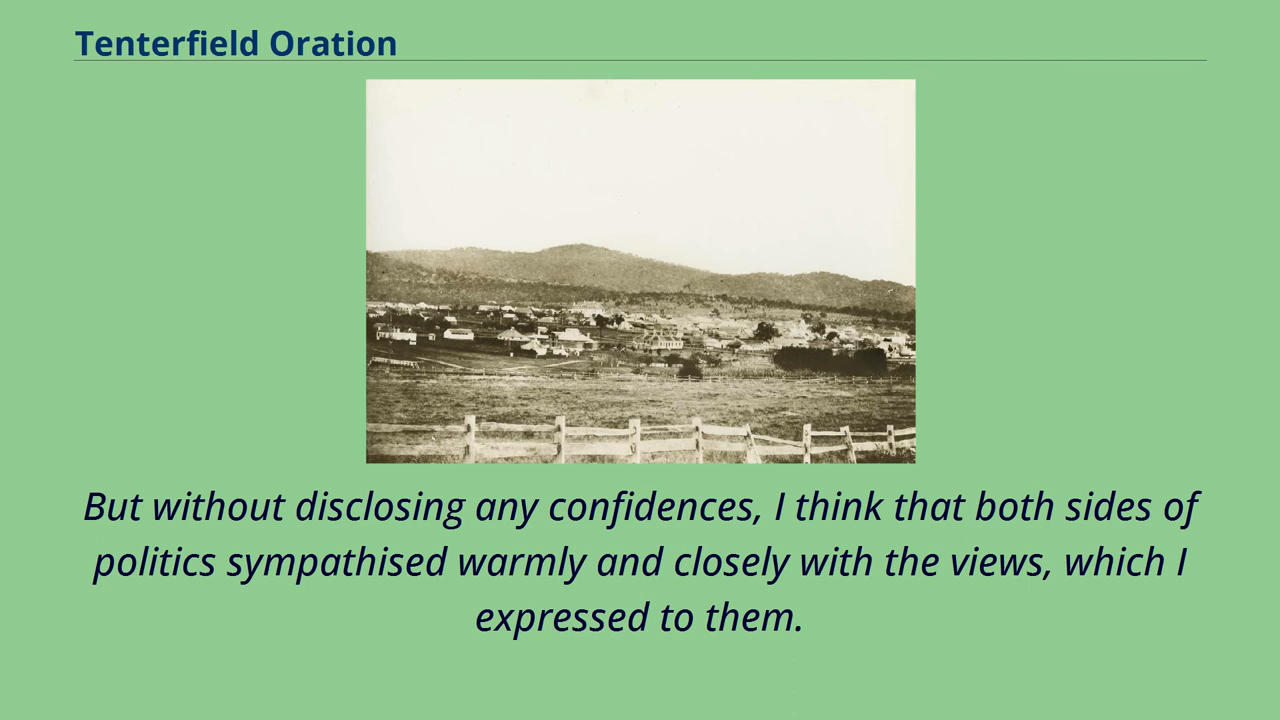 Tenterfield Oration
But without disclosing any confidences, I think that both sides of
politics sympathised warmly and closely with the views, which I
expressed to them.